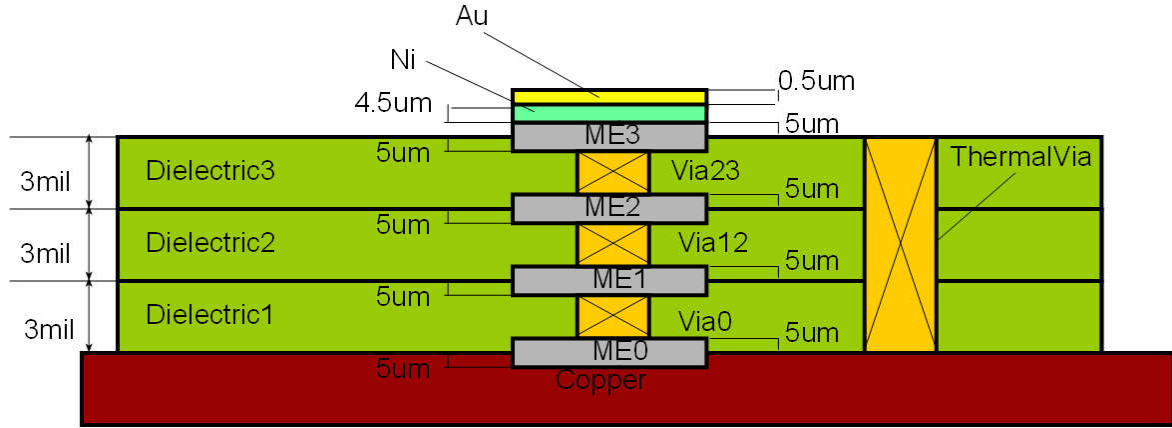 Au
Ni
0.5um
4.5um
5um
ME3
5um
ThermalVia
3mil
Dielectric3
Via23
5um
ME2
5um
3mil
Dielectric2
Via12
5um
ME1
5um
3mil
Dielectric1
Via0
5um
ME0
5um
Copper